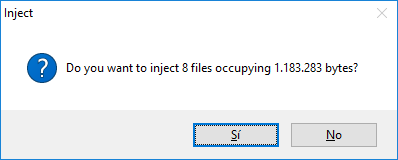 Inject
Do you want to inject 8 files occupying 1.183.283 bytes?
Sí
No